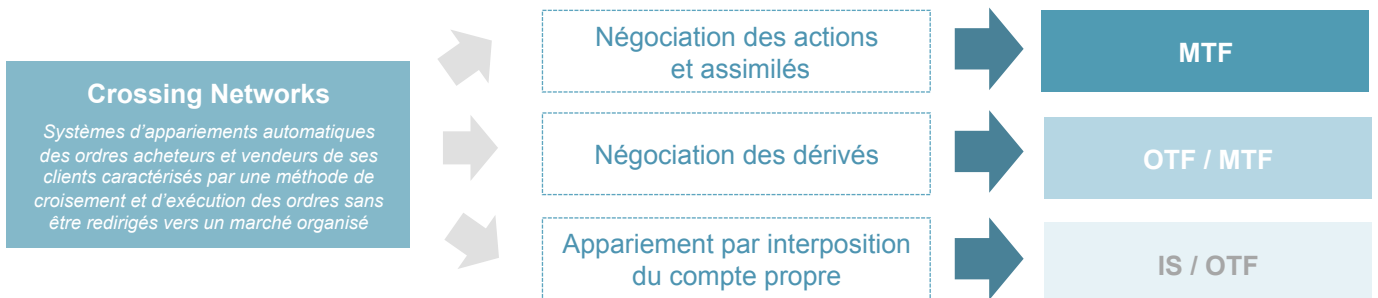 Crossing Networks
Systèmes d'appariements automatiques
des ordres acheteurs et vendeurs de ses
clients caractérisés par une méthode de
croisement et d'exécution des ordres sans
être redirigés vers un marché organisé
Négociation des actions
et assimilés
MTF
Négociation des dérivés
OTF / MTF
Appariement par interposition
du compte propre
IS / OTF